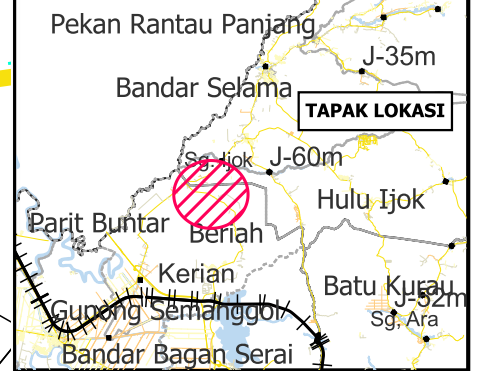 Pekan Rantau Panjang
J-35m
Bandar Selama
TAPAK LOKASI
Sg. Ijok
J-60m
Hulu Ijok
Parit Buntar
Beriah
Kerian
Batu Kurau
J-52m
Gunong Semanggol
Sg, Ara
Bandar Bagan Serai